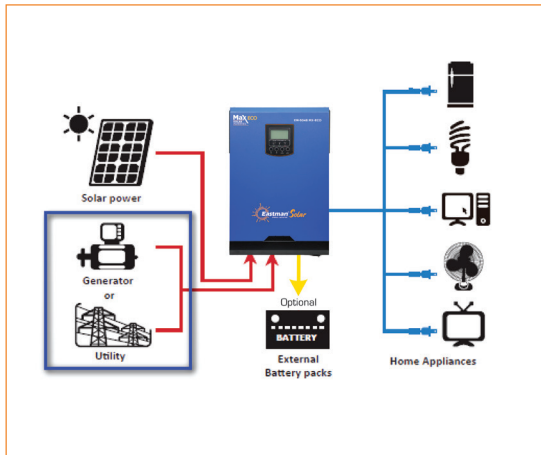 Max ECO
Eastman Solar
Solar power
Generator
or
Utility
Optional
BATTERY
External
Battery packs
Home Appliances